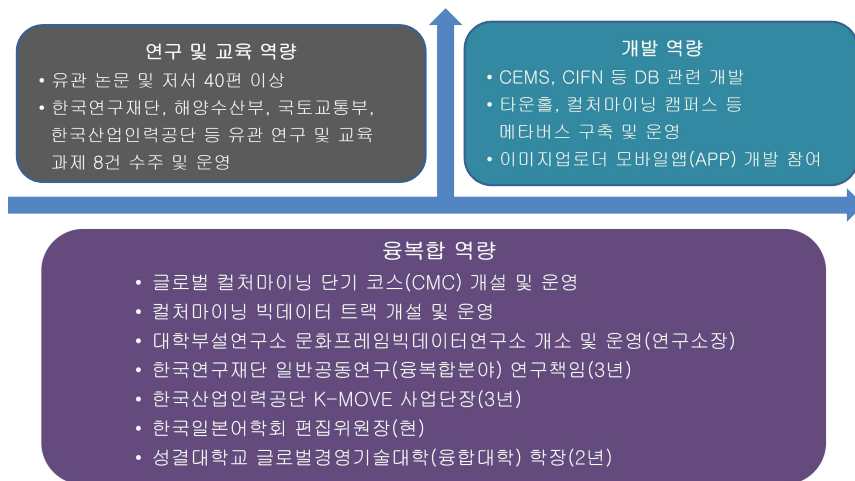 연구 및 교육 역량
• 유관 논문 및 저서 40편 이상
• 한국연구재단, 해양수산부, 국토교통부,
한국산업인력공단 등 유관 연구 및 교육
과제 8건 수주 및 운영
개발 역량
• CEMS, CIFN 등 DB 관련 개발
• 타운홀, 컬처마이닝 캠퍼스 등
메타버스 구축 및 운영
• 이미지업로더 모바일앱(APP) 개발 참여
융복합 역량
• 글로벌 컬처마이닝 단기 코스(CMC) 개설 및 운영
• 컬처마이닝 빅데이터 트랙 개설 및 운영
• 대학부설연구소 문화프레임빅데이터연구소 개소 및 운영(연구소장)
• 한국연구재단 일반공동연구(융복합분야) 연구책임(3년)
• 한국산업인력공단 K-MOVE 사업단장(3년)
• 한국일본어학회 편집위원장(현)
• 성결대학교 글로벌경영기술대학(융합대학) 학장(2년)